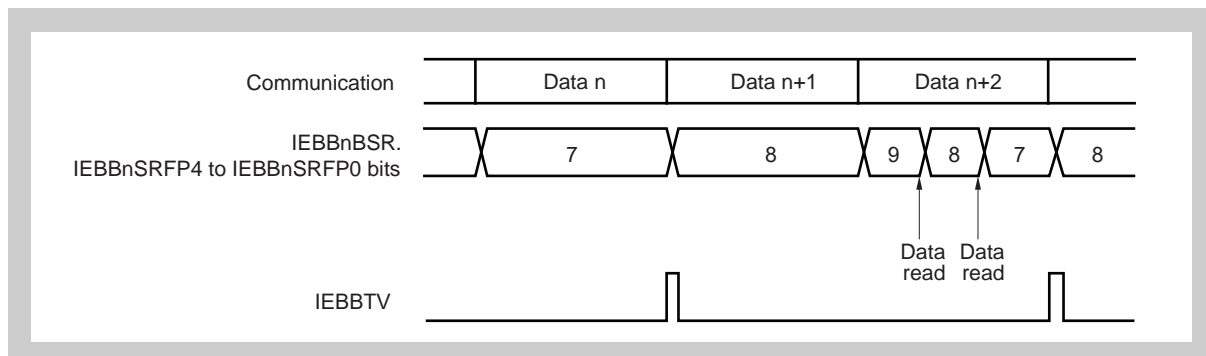 Communication
Data n
Data n+1
Data n+2
IEBBnBSR.
IEBBnSRFP4 to IEBBnSRFP0 bits
7
8
9
8
7
8
Data Data
read read
IEBBTV